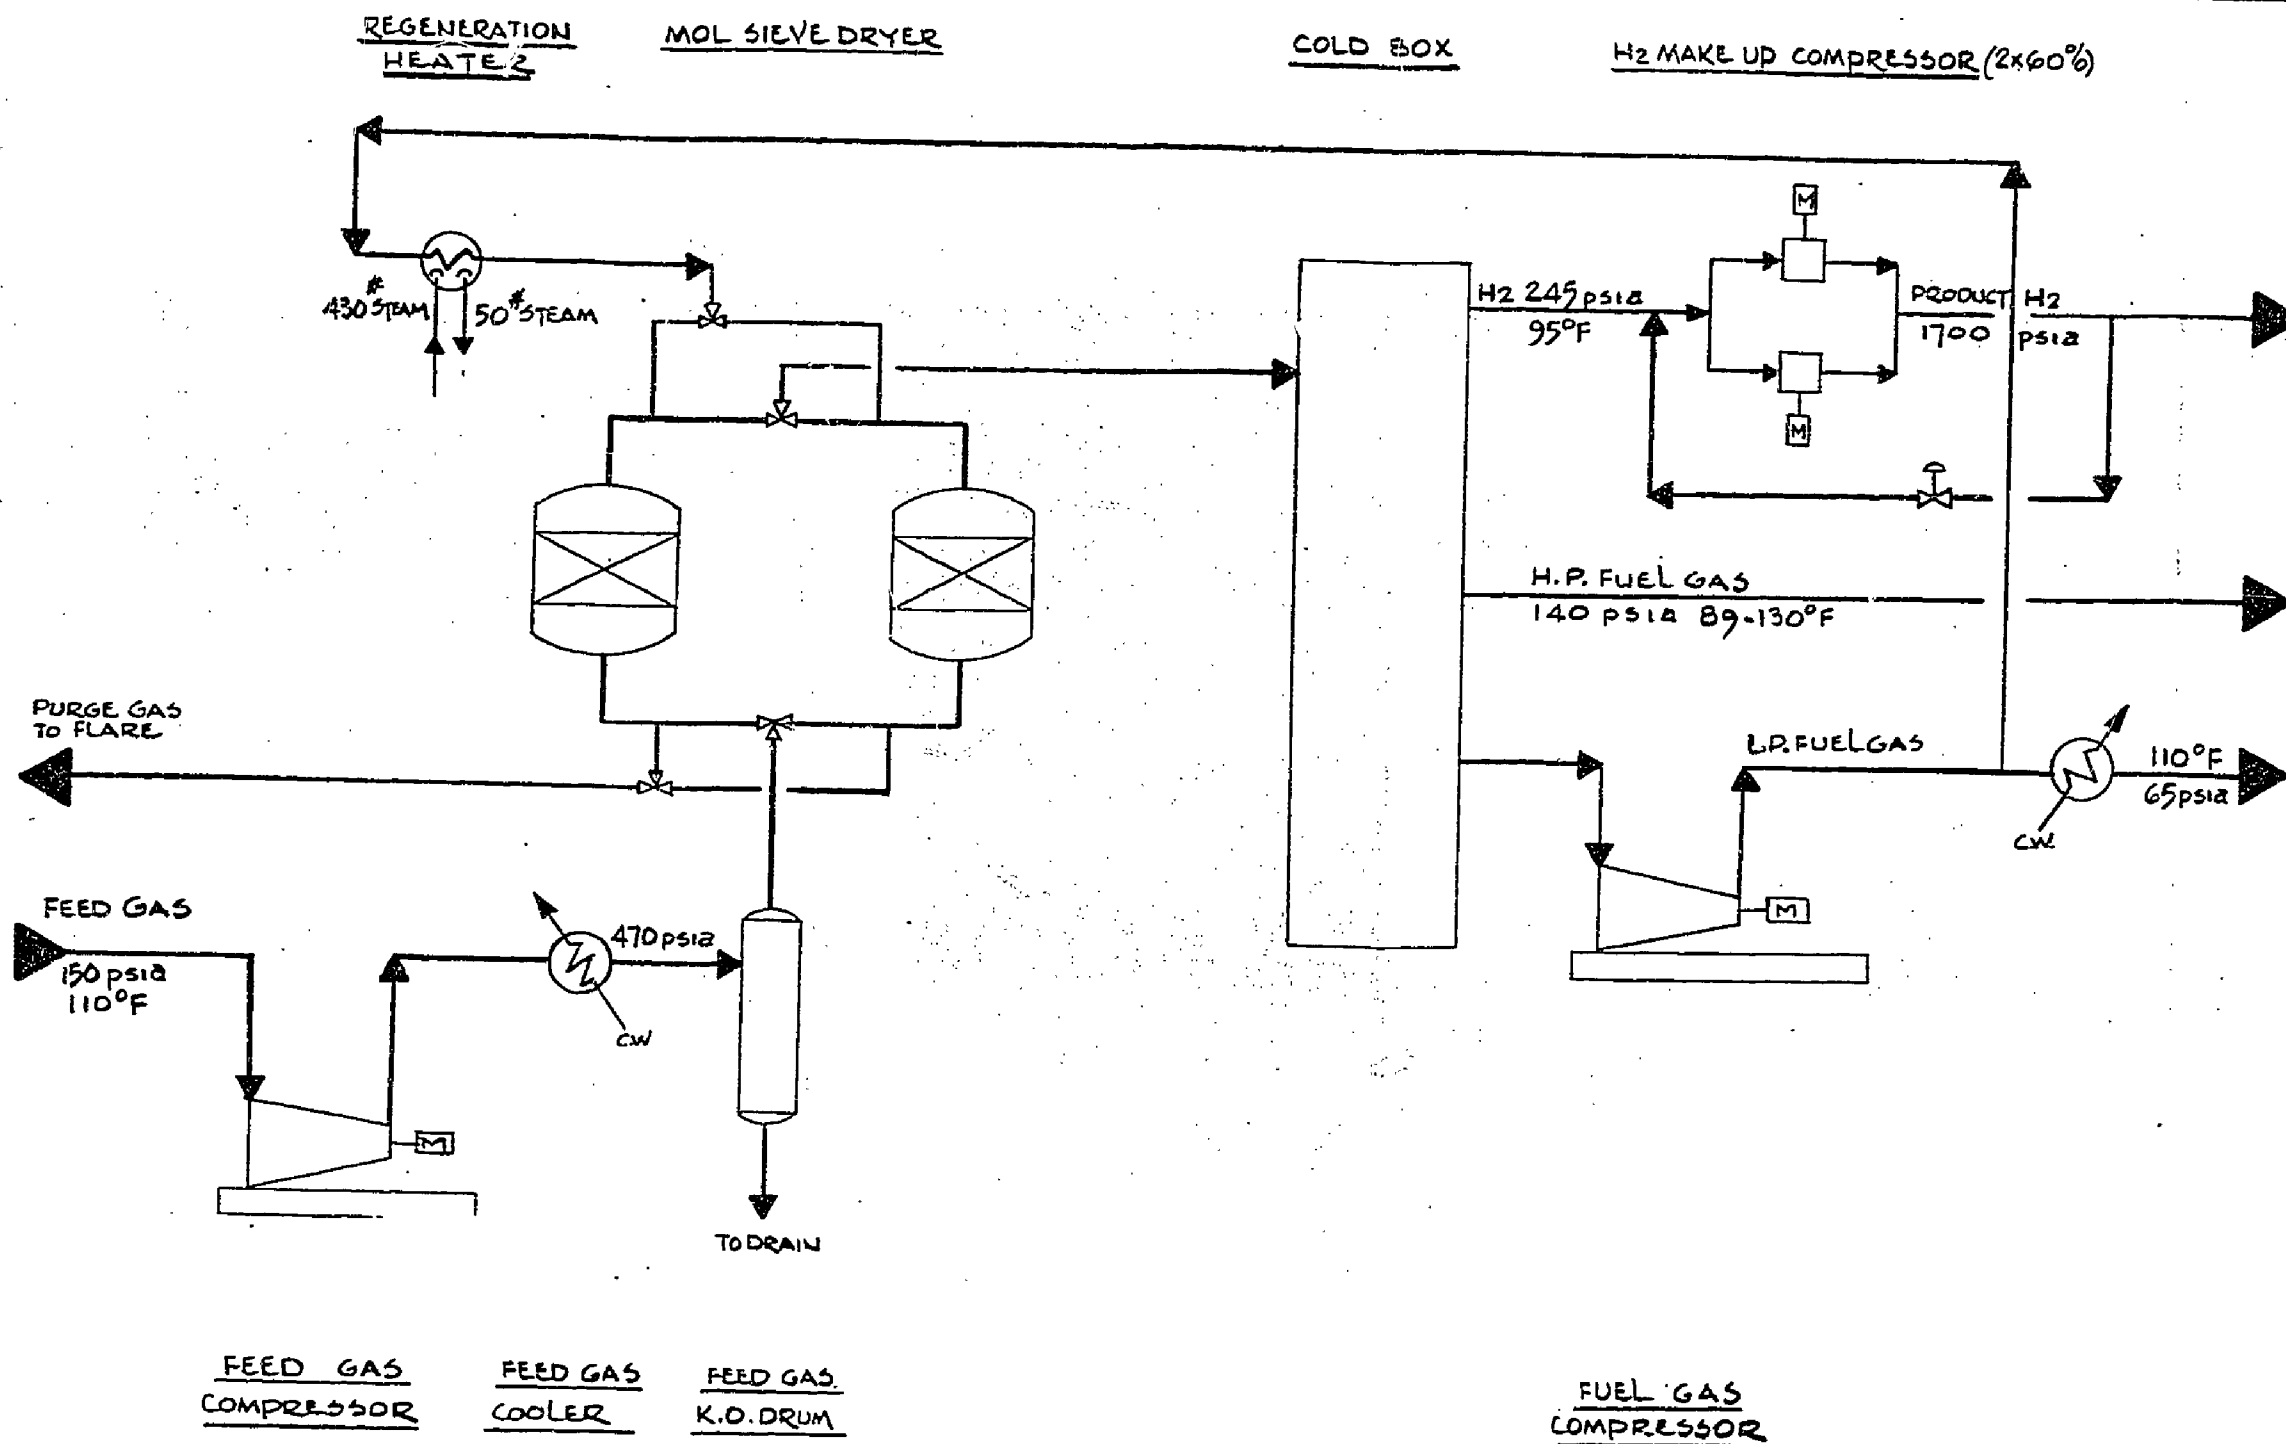 REGENERATION
HEATER
MOL SIEVE DRYER
COLD BOX
H2 MAKE UP COMPRESSOR (2x60%)
M
430# STEAM
50# STEAM
H2 245 psia
95°F
PRODUCT H2
1700 psia
M
H.P. FUEL GAS
140 psia 89-130°F
PURGE GAS
TO FLARE
L.P. FUEL GAS
110°F
65 psia
C.W.
FEED GAS
150 psia
110°F
470 psia
CW
M
M
TO DRAIN
FEED GAS
COMPRESSOR
FEED GAS
COOLER
FEED GAS
K.O. DRUM
FUEL GAS
COMPRESSOR